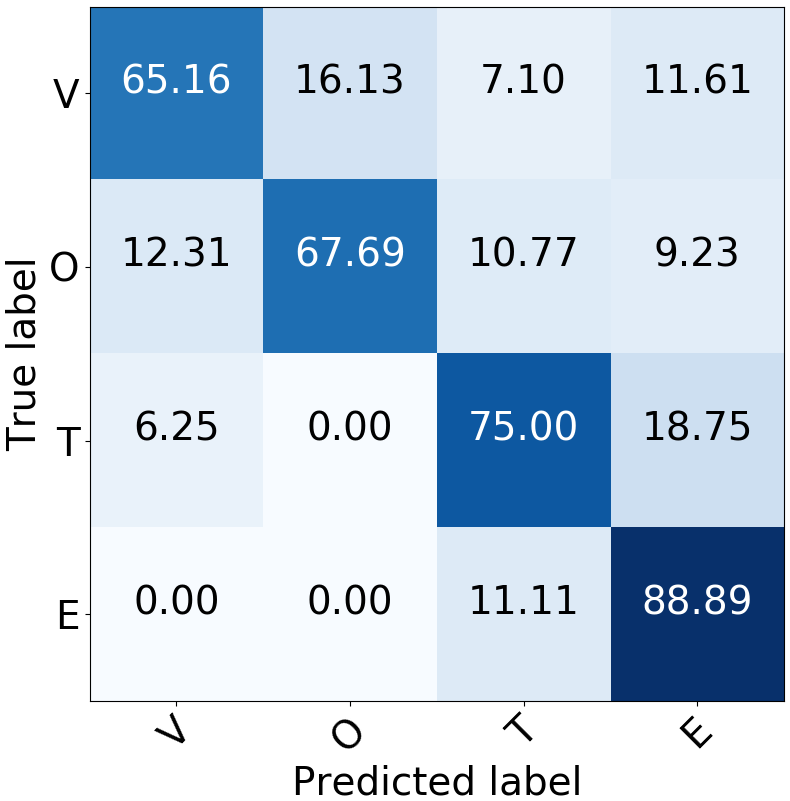 True label
V 65.16 16.13 7.10 11.61
O 12.31 67.69 10.77 9.23
T 6.25 0.00 75.00 18.75
E 0.00 0.00 11.11 88.89
V O T E
Predicted label